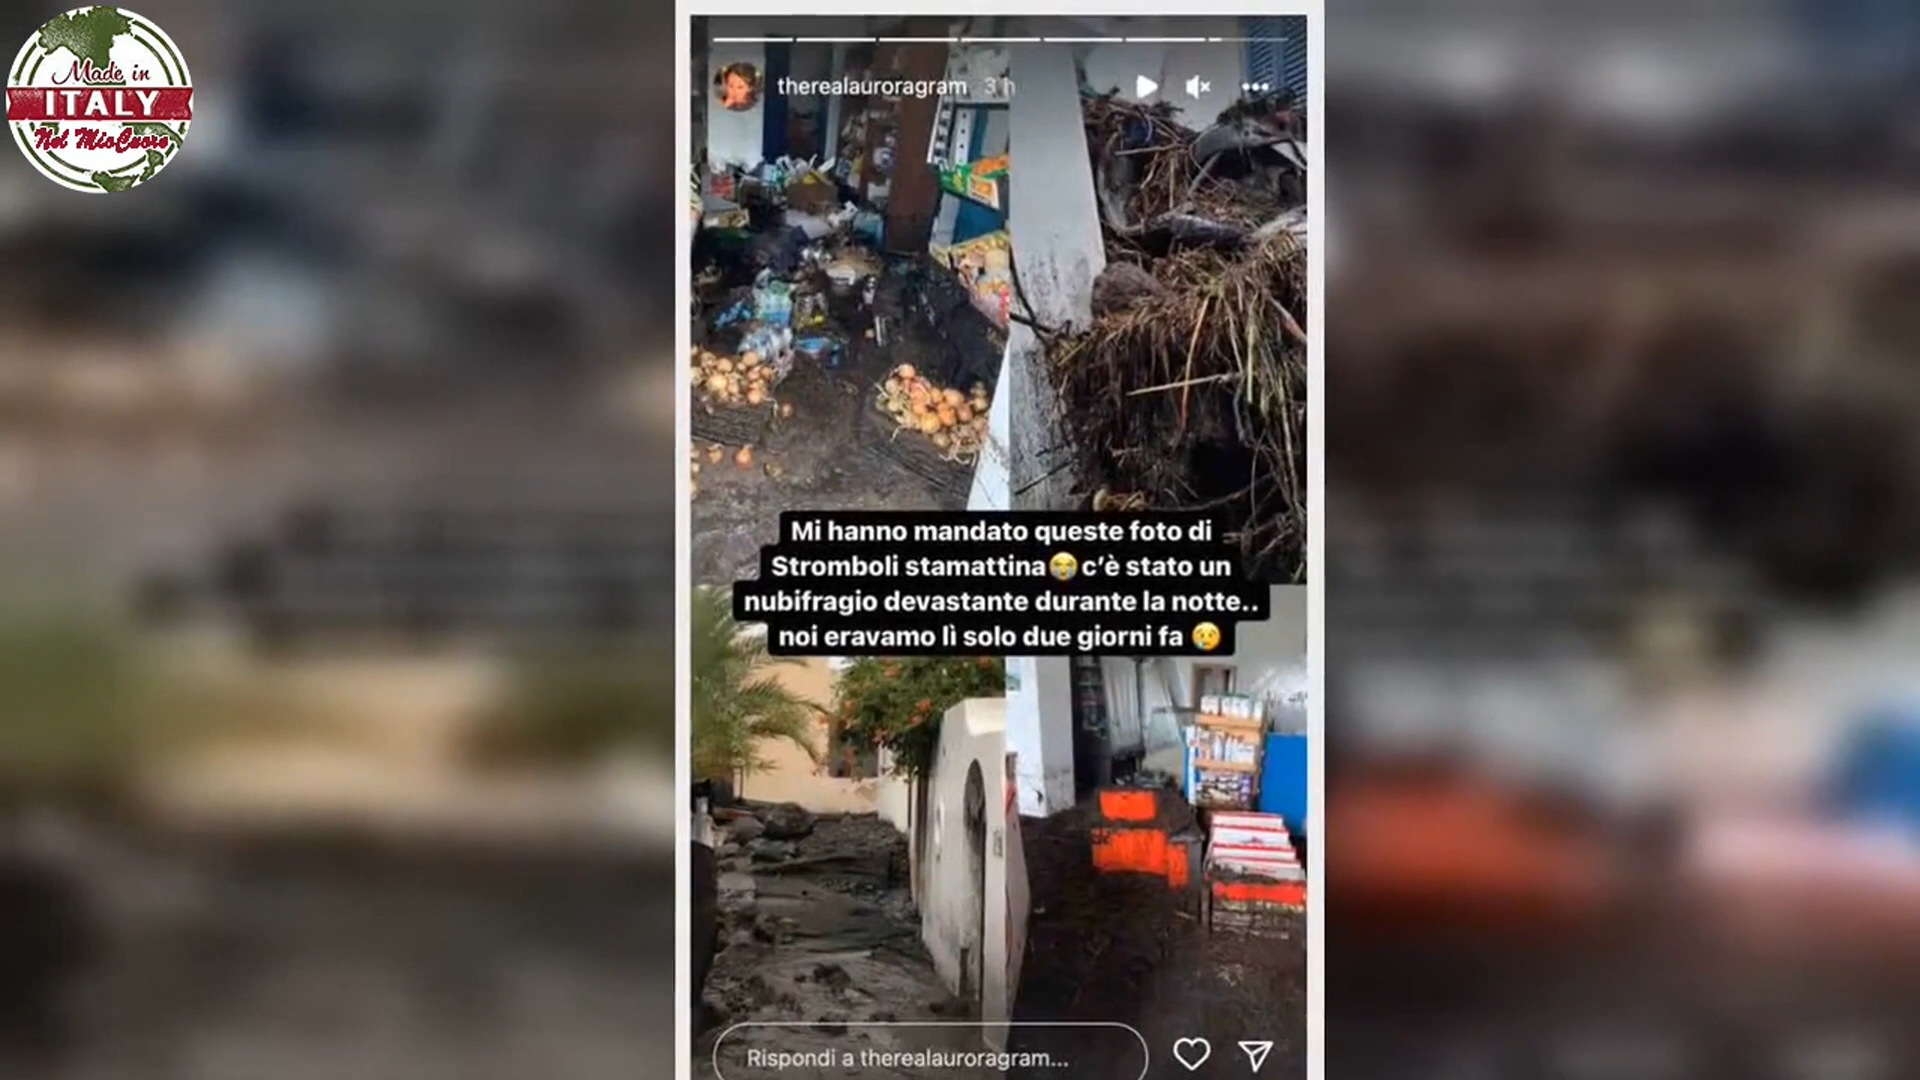 Made in
ITALY
Nel Mio Cuore
therealauroragram 3 h
Mi hanno mandato queste foto di
Stromboli stamattina😭c'è stato un
nubifragio devastante durante la notte..
noi eravamo lì solo due giorni fa 😢
Rispondi a therealauroragram...